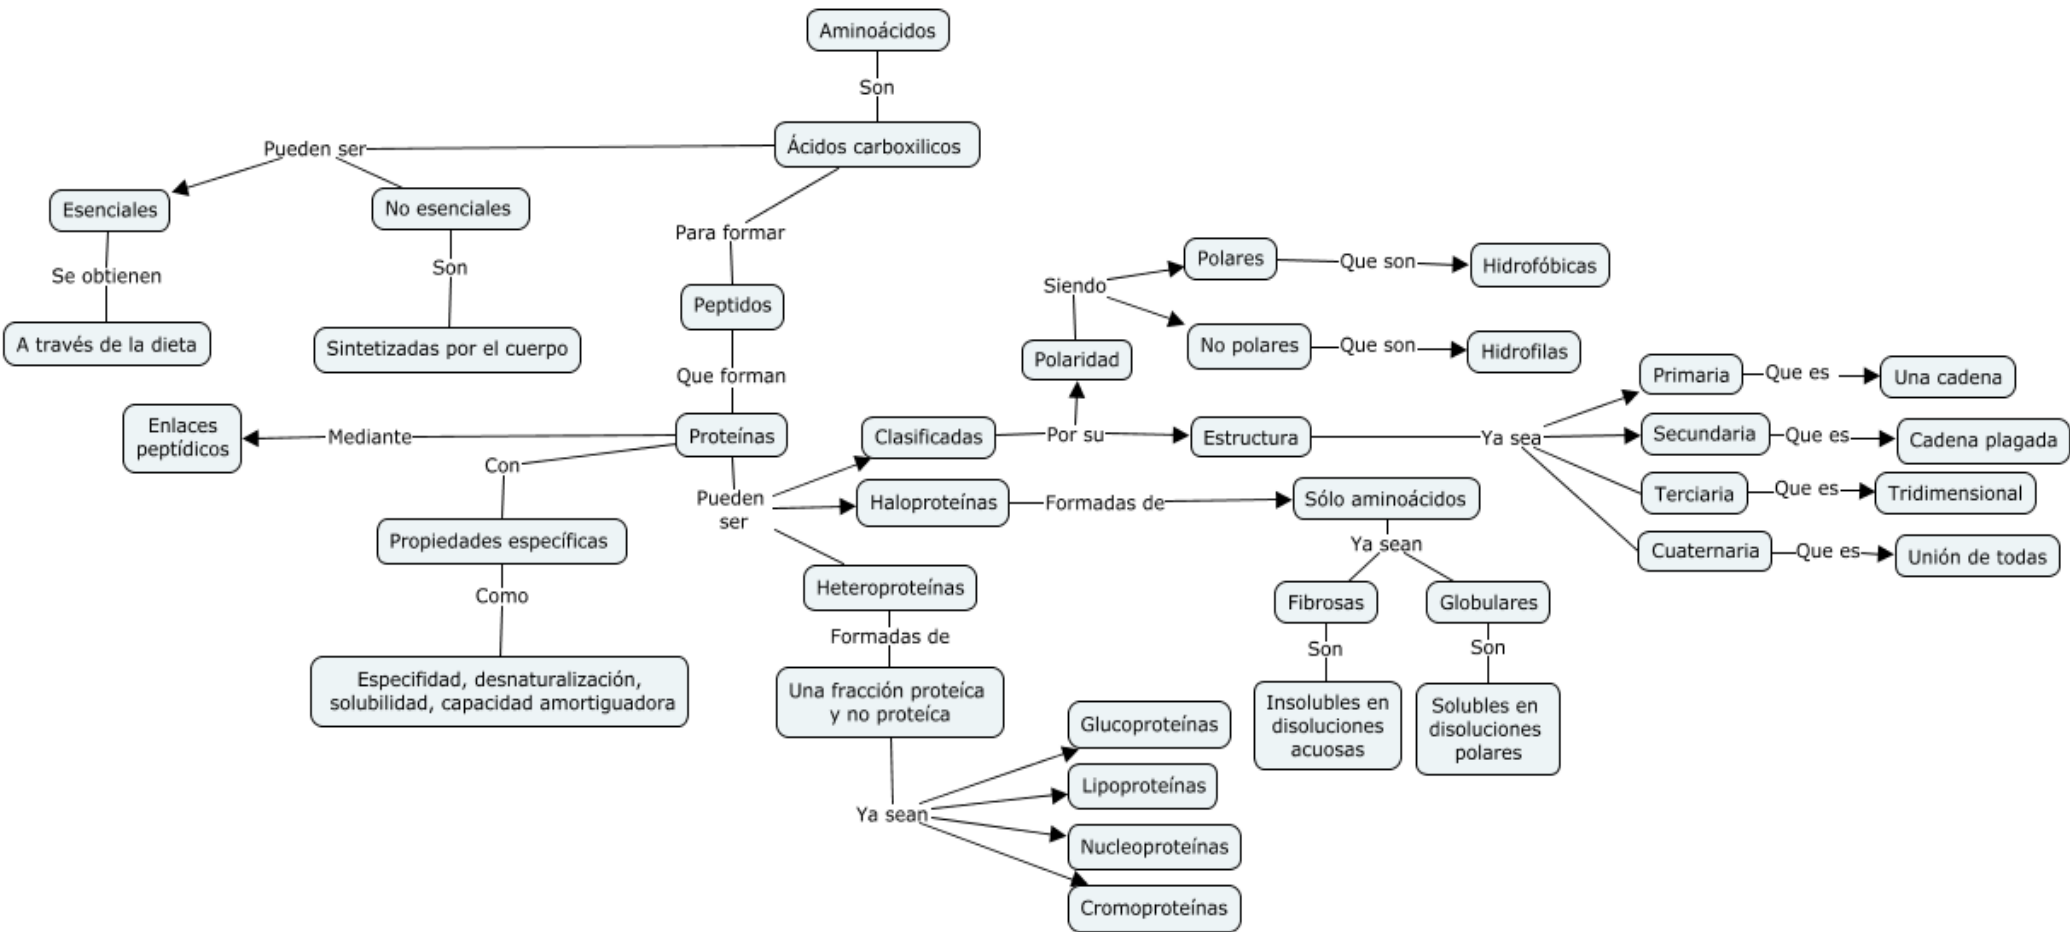 Aminoácidos
Son
Ácidos carboxilicos
Pueden ser
Esenciales
No esenciales
Se obtienen
Son
A través de la dieta
Sintetizadas por el cuerpo
Para formar
Peptidos
Que forman
Proteínas
Mediante
Enlaces
peptídicos
Con
Propiedades específicas
Como
Especifidad, desnaturalización,
solubilidad, capacidad amortiguadora
Pueden
ser
Clasificadas
Por su
Polaridad
Siendo
Polares
Que son
Hidrofóbicas
No polares
Que son
Hidrofilas
Estructura
Ya sea
Primaria
Que es
Una cadena
Secundaria
Que es
Cadena plagada
Terciaria
Que es
Tridimensional
Cuaternaria
Que es
Unión de todas
Haloproteínas
Formadas de
Sólo aminoácidos
Ya sean
Fibrosas
Globulares
Son
Son
Insolubles en
disoluciones
acuosas
Solubles en
disoluciones
polares
Heteroproteínas
Formadas de
Una fracción proteíca
y no proteíca
Ya sean
Glucoproteínas
Lipoproteínas
Nucleoproteínas
Cromoproteínas